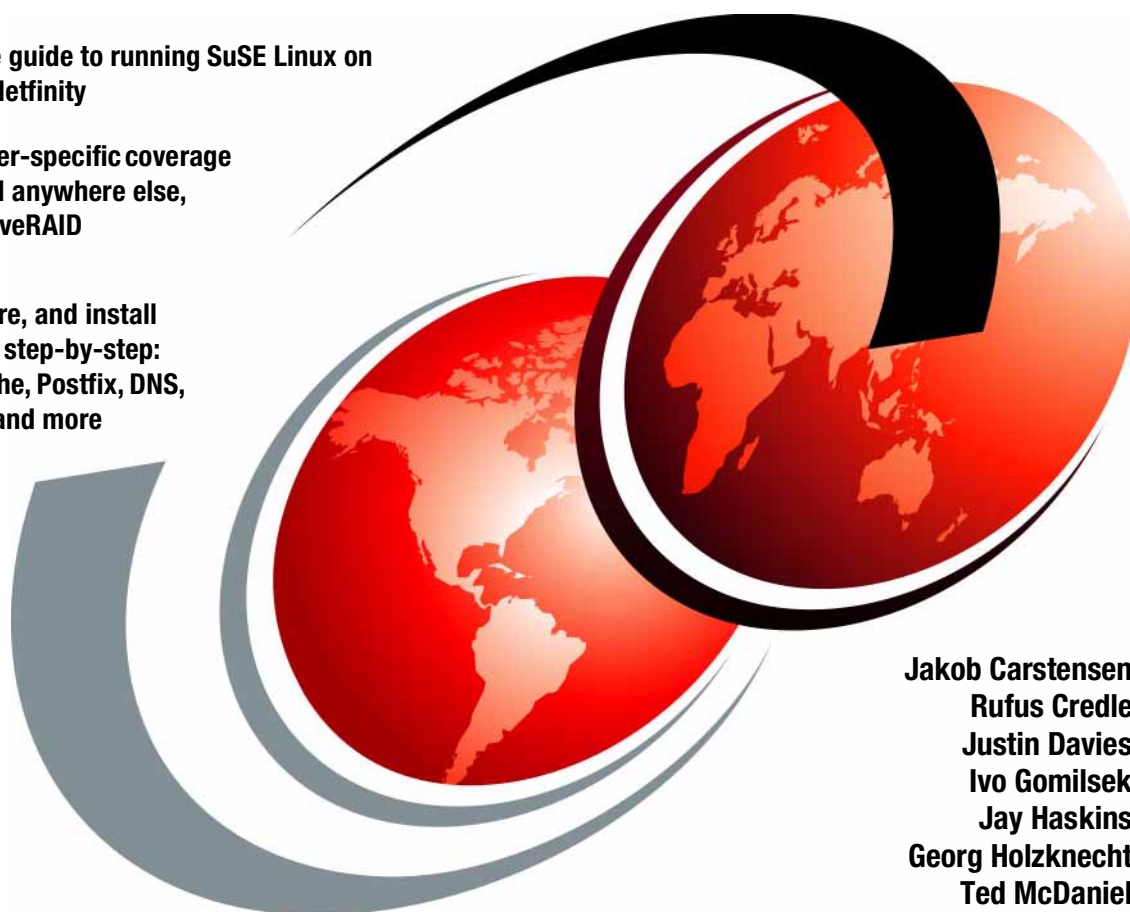 guide to running SuSE Linux on
etfinity
er-specific coverage
anywhere else,
veRAID
re, and install
step-by-step:
he, Postfix, DNS,
and more
Jakob Carstensen
Rufus Credle
Justin Davies
Ivo Gomilsek
Jay Haskins
Georg Holzknecht
Ted McDaniel